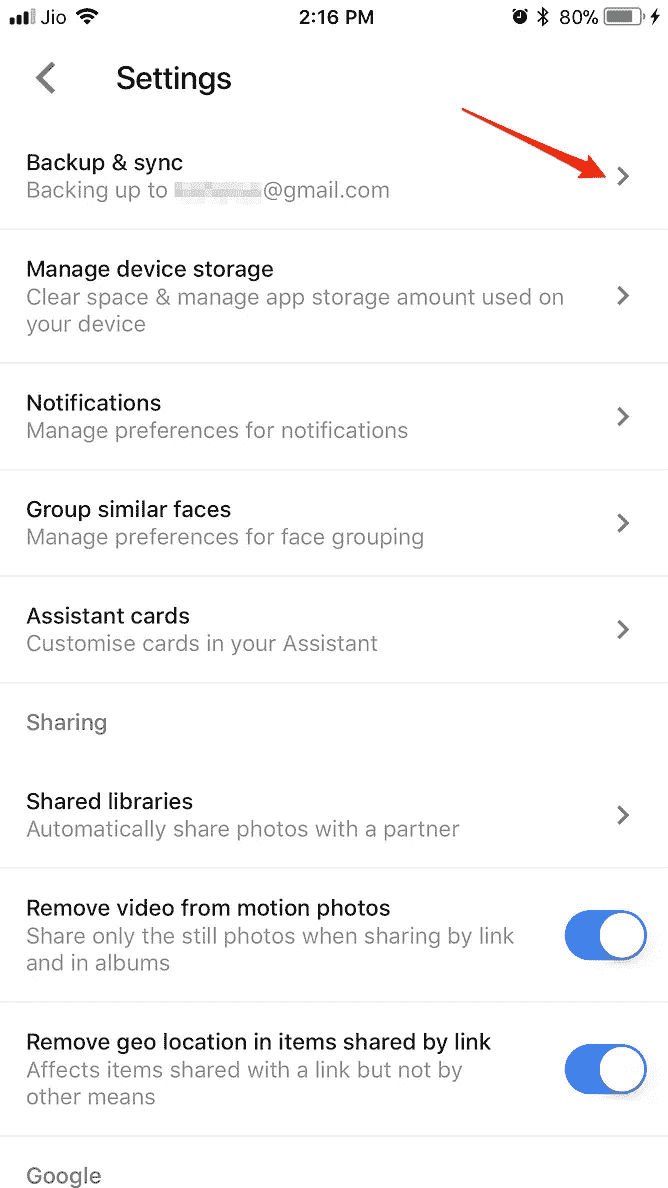 Jio 2:16 PM 80%
Settings
Backup & sync
Backing up to @gmail.com
Manage device storage
Clear space & manage app storage amount used on
your device
Notifications
Manage preferences for notifications
Group similar faces
Manage preferences for face grouping
Assistant cards
Customise cards in your Assistant
Sharing
Shared libraries
Automatically share photos with a partner
Remove video from motion photos
Share only the still photos when sharing by link
and in albums
Remove geo location in items shared by link
Affects items shared with a link but not by
other means
Google